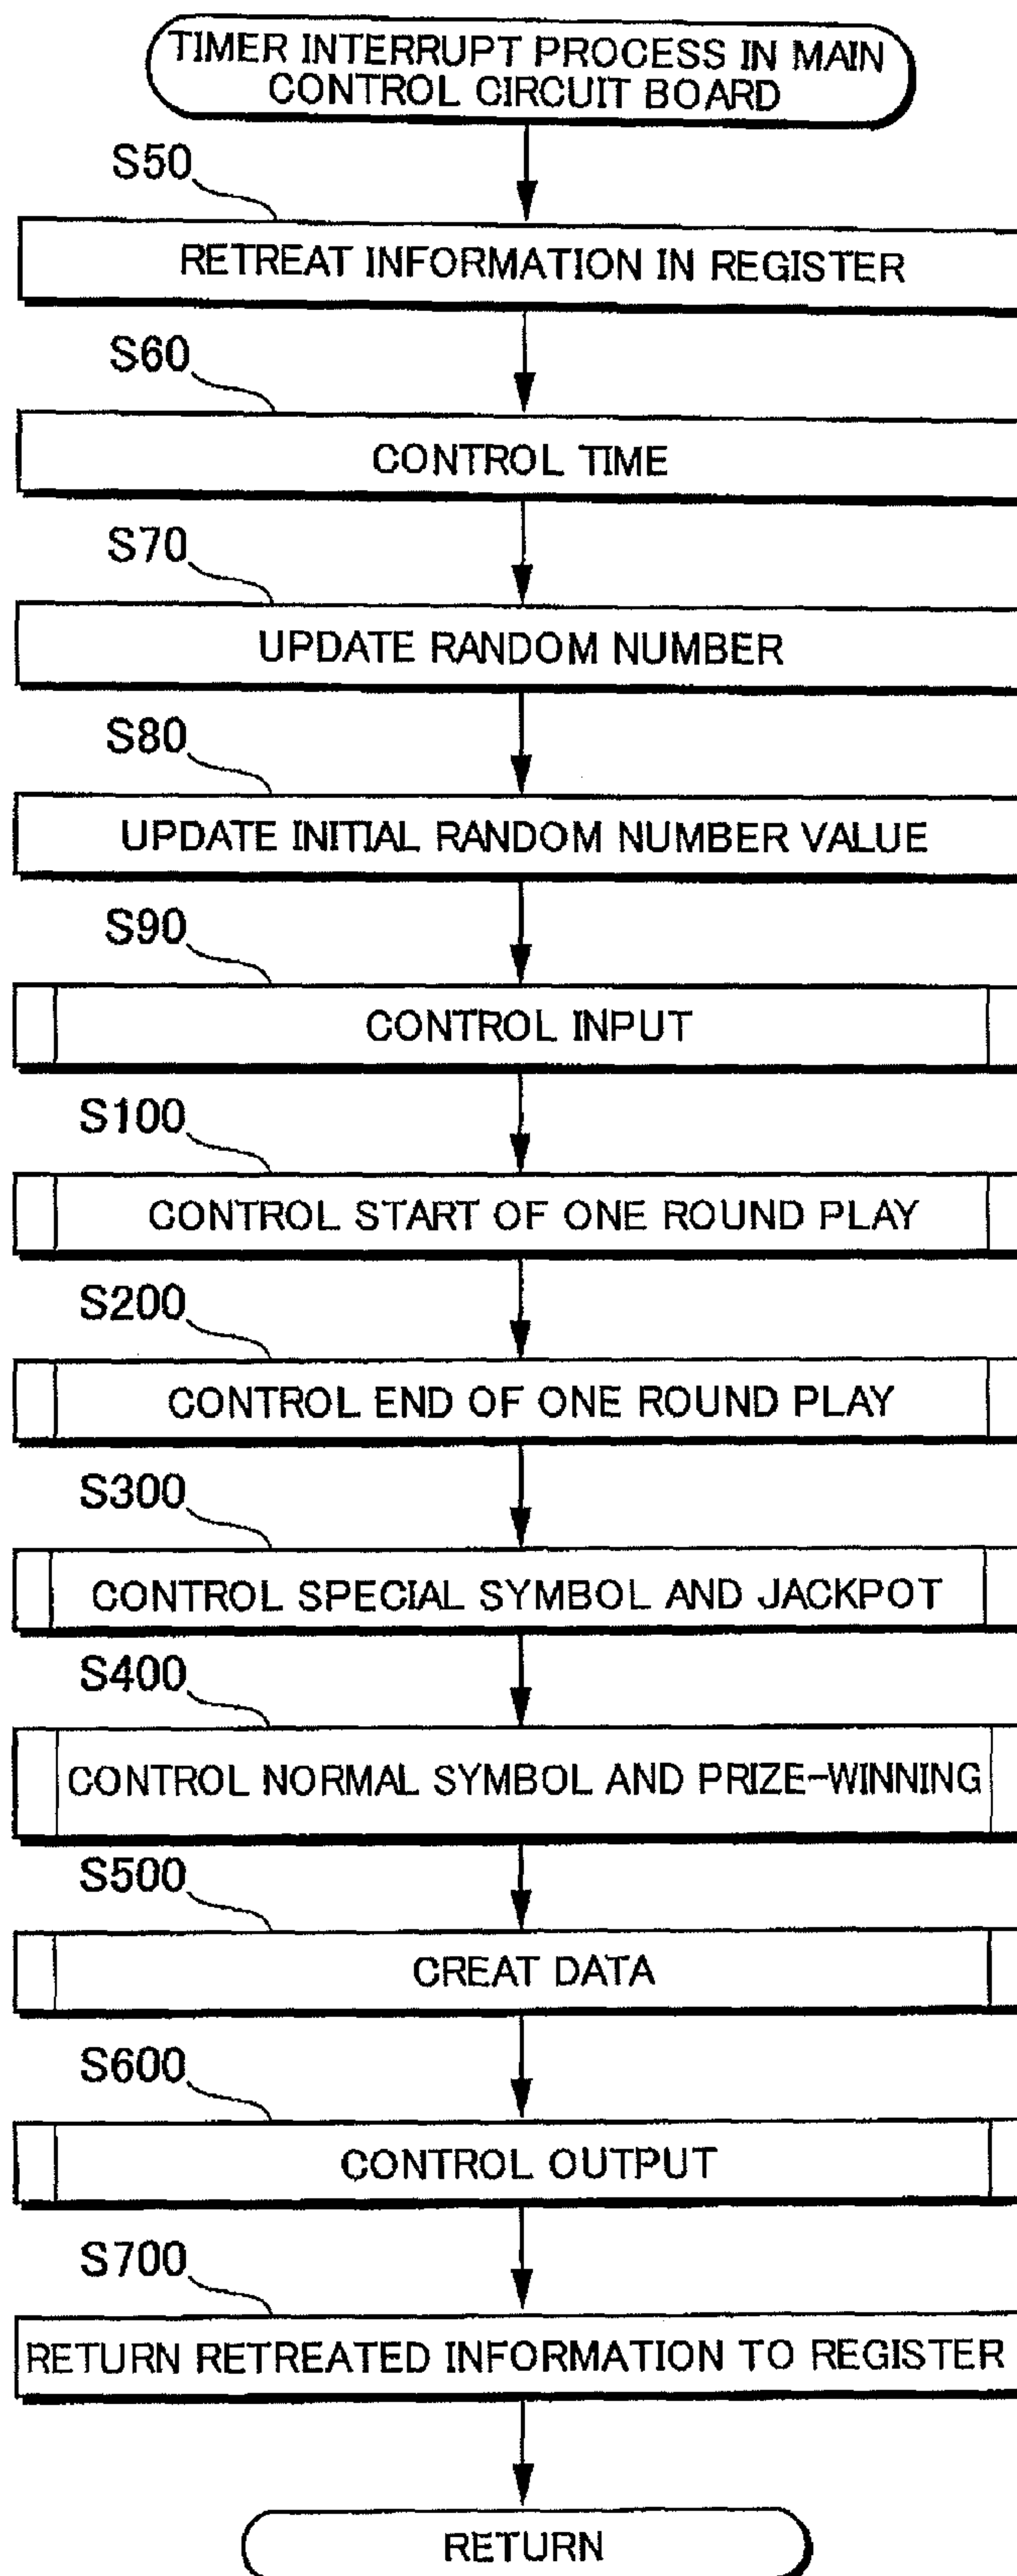 TIMER INTERRUPT PROCESS IN MAIN
CONTROL CIRCUIT BOARD
S50
RETREAT INFORMATION IN REGISTER
S60
CONTROL TIME
S70
UPDATE RANDOM NUMBER
S80
UPDATE INITIAL RANDOM NUMBER VALUE
S90
CONTROL INPUT
S100
CONTROL START OF ONE ROUND PLAY
S200
CONTROL END OF ONE ROUND PLAY
S300
CONTROL SPECIAL SYMBOL AND JACKPOT
S400
CONTROL NORMAL SYMBOL AND PRIZE-WINNING
S500
CREAT DATA
S600
CONTROL OUTPUT
S700
RETURN RETREATED INFORMATION TO REGISTER
RETURN